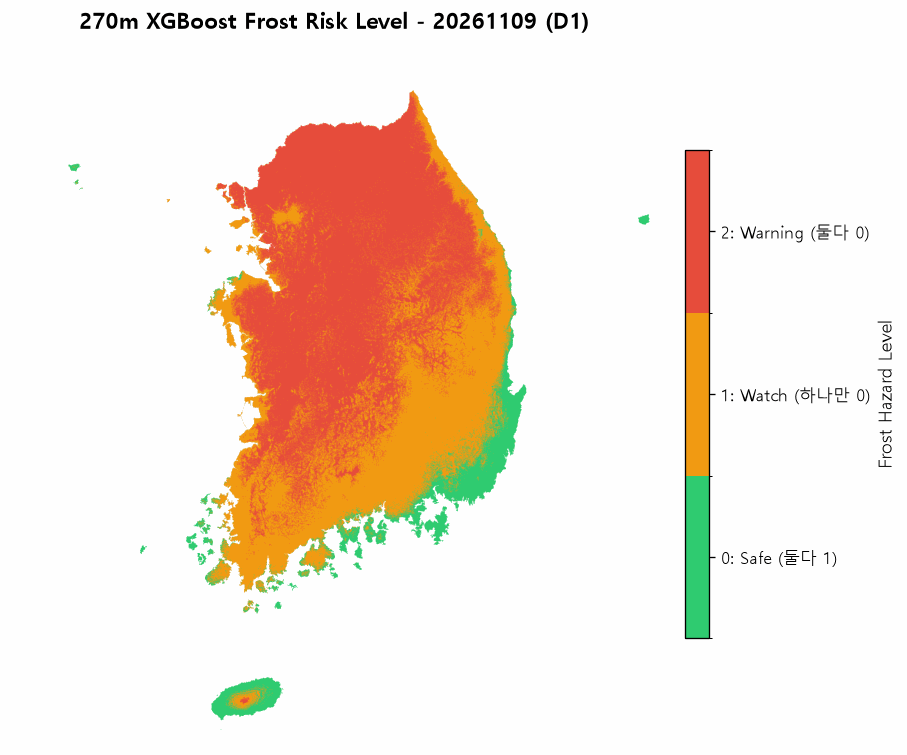 270m XGBoost Frost Risk Level - 20261109 (D1)
2: Warning (둘다 0)
1: Watch (하나만 0)
0: Safe (둘다 1)
Frost Hazard Level